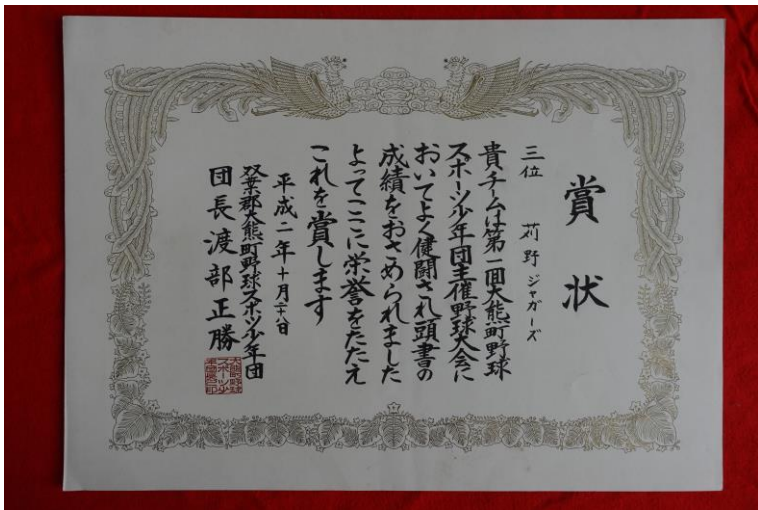 賞状
三位 苅野ジャガーズ
貴チームは第一回大熊町野球
スポーツ少年団主催野球大会に
おいてよく健闘され頭書の
成績をおさめられました
よってここに栄誉をたたえ
これを賞します
平成二年十月二十八日
双葉郡大熊町野球スポーツ少年団
団長渡部正勝